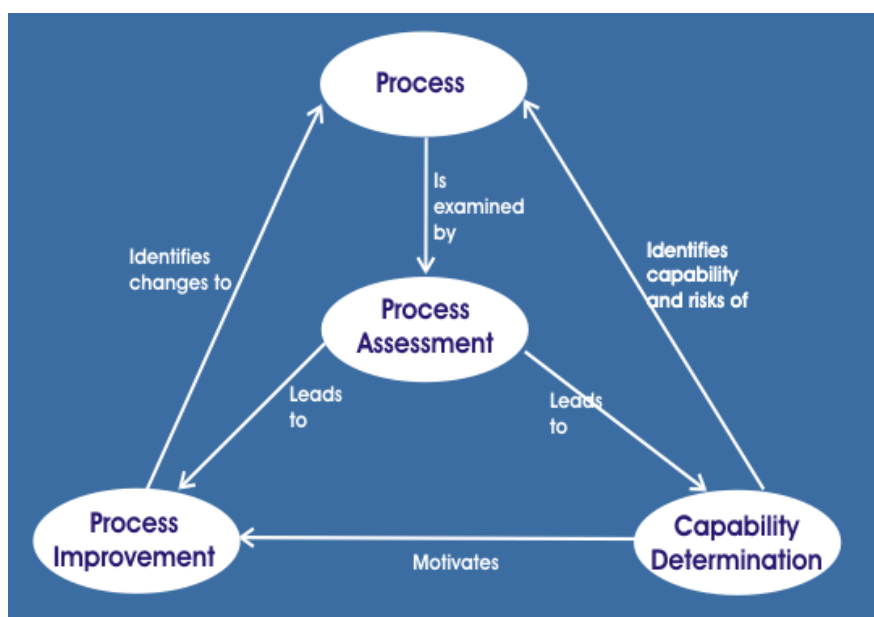 Process
Is
examined
by
Identifies
changes to
Identifies
capability
and risks of
Process
Assessment
Leads
to
Leads
to
Process
Improvement
Capability
Determination
Motivates